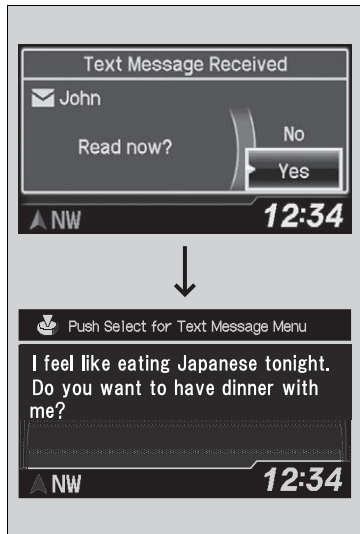 Text Message Received
John
Read now?
No
Yes
NW
12:34
Push Select for Text Message Menu
I feel like eating Japanese tonight.
Do you want to have dinner with
me?
NW
12:34